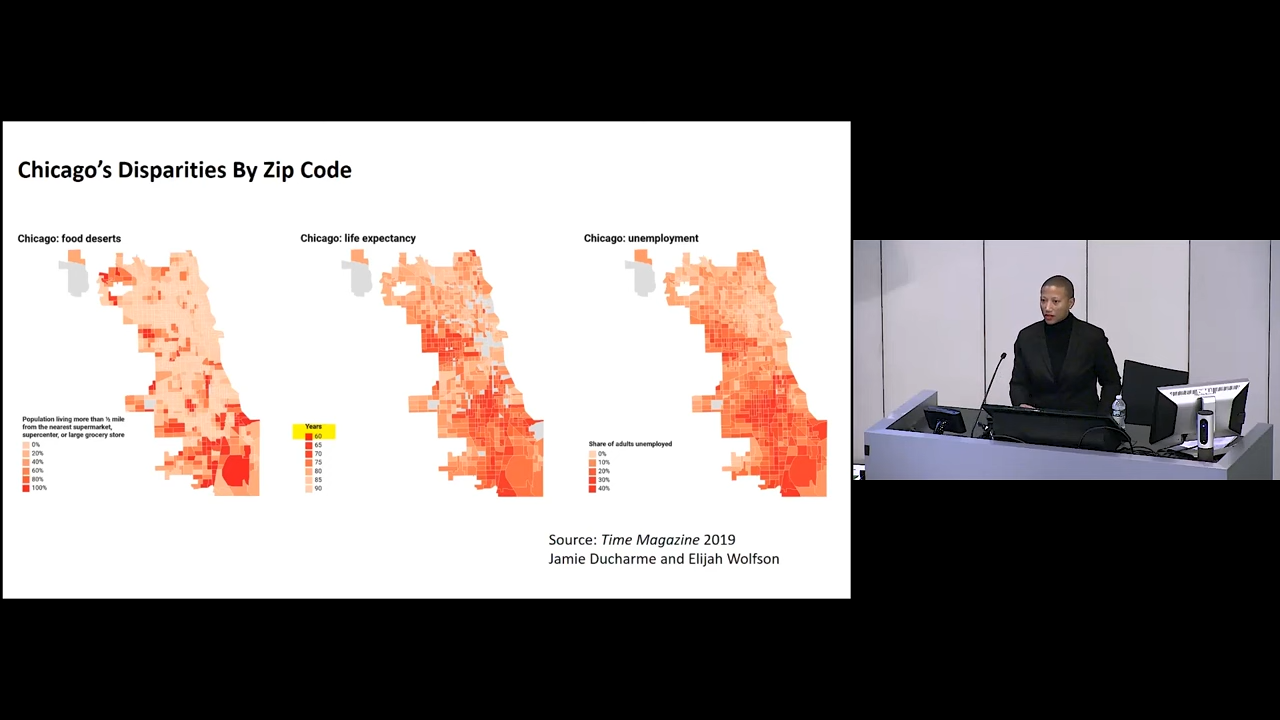 Chicago's Disparities By Zip Code
Chicago: food deserts
Population living more than ½ mile
from the nearest supermarket,
supercenter, or large grocery store
0%
20%
40%
60%
80%
100%
Chicago: life expectancy
Years
60
65
70
75
80
85
90
Chicago: unemployment
Share of adults unemployed
0%
10%
20%
30%
40%
Source: Time Magazine 2019
Jamie Ducharme and Elijah Wolfson